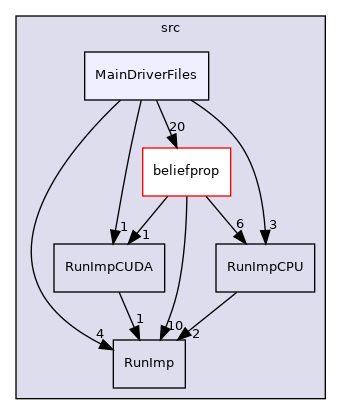 src
MainDriverFiles
20
beliefprop
1
1
6
3
RunImpCUDA
RunImpCPU
4
1
10
2
RunImp